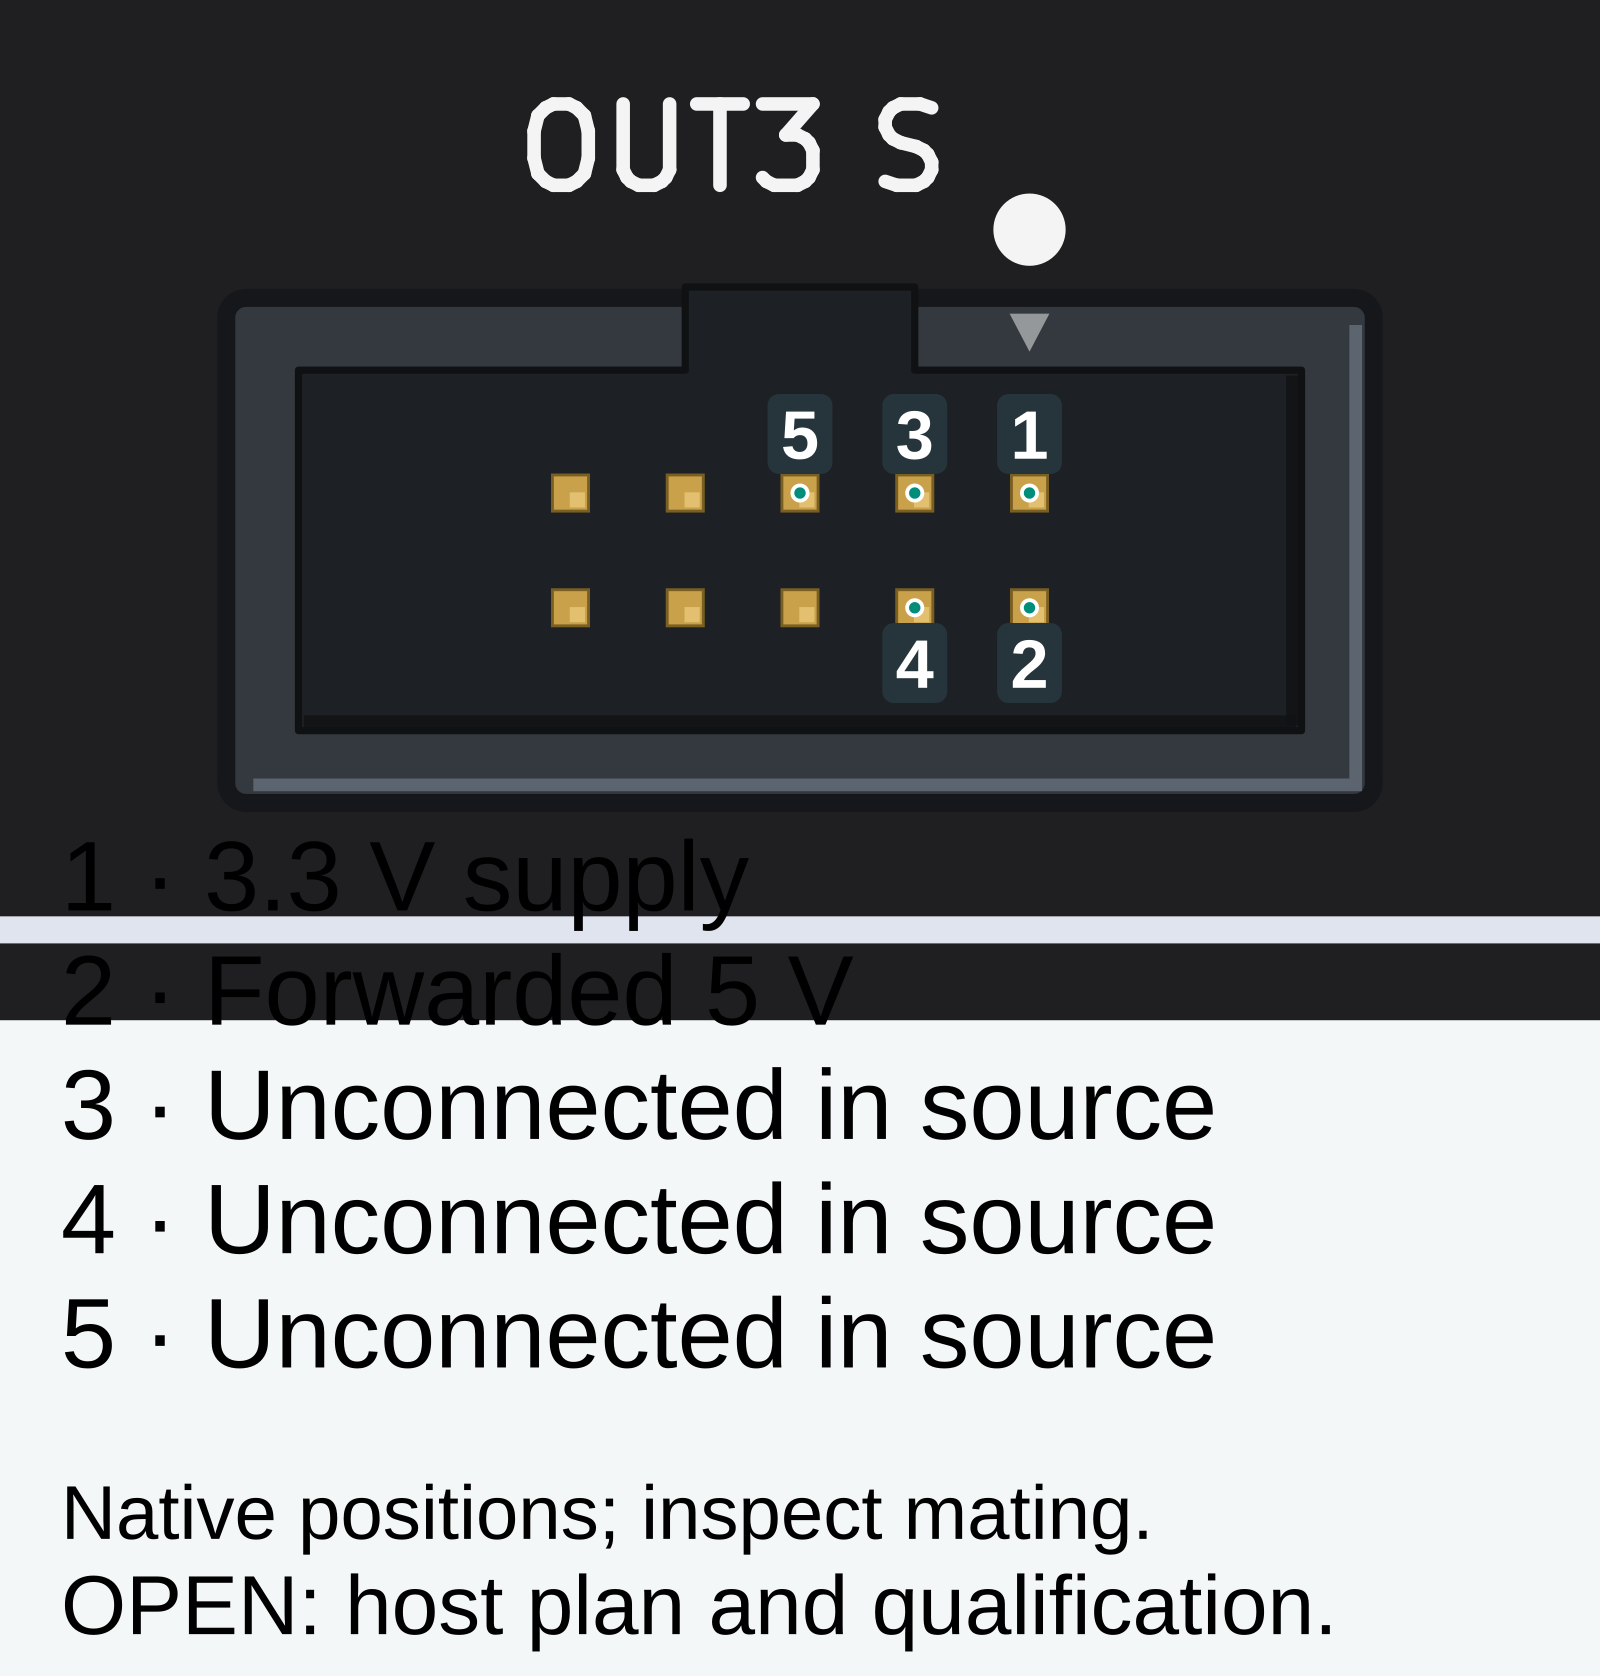 OUT3 S
5 3 1
4 2
1 · 3.3 V supply
2 · Forwarded 5 V
3 · Unconnected in source
4 · Unconnected in source
5 · Unconnected in source
Native positions; inspect mating.
OPEN: host plan and qualification.